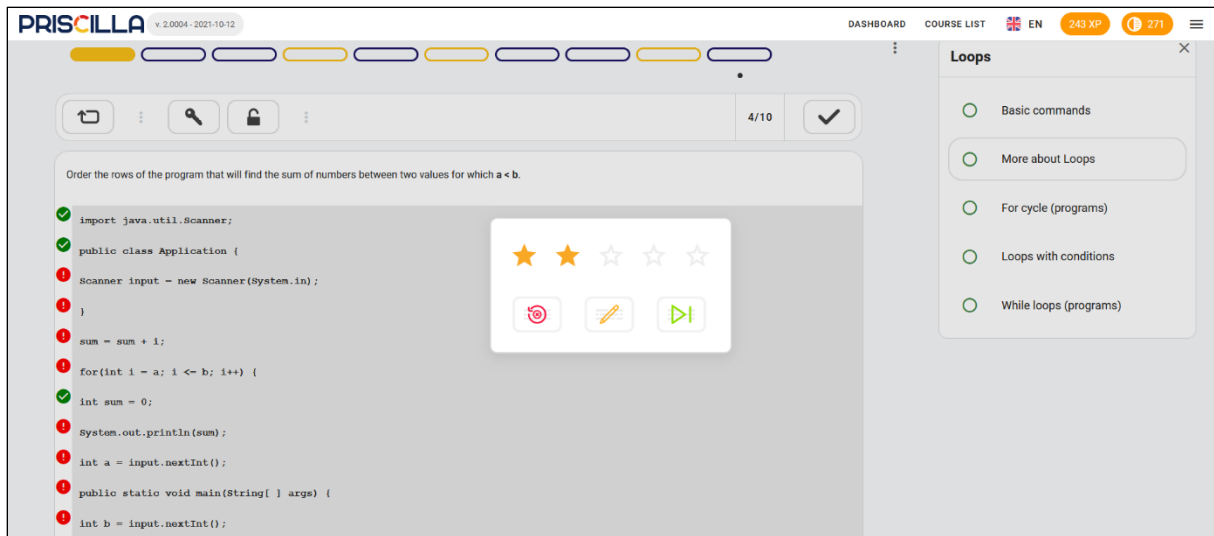 PRISCILLA v. 2.0004 - 2021-10-12 DASHBOARD COURSE LIST EN 243 XP 271
Loops
4/10
Basic commands
More about Loops
For cycle (programs)
Loops with conditions
While loops (programs)
Order the rows of the program that will find the sum of numbers between two values for which a < b.
import java.util.Scanner;
public class Application {
Scanner input = new Scanner(System.in);
}
sum = sum + i;
for(int i = a; i <= b; i++) {
int sum = 0;
System.out.println(sum);
int a = input.nextInt();
public static void main(String[ ] args) {
int b = input.nextInt();